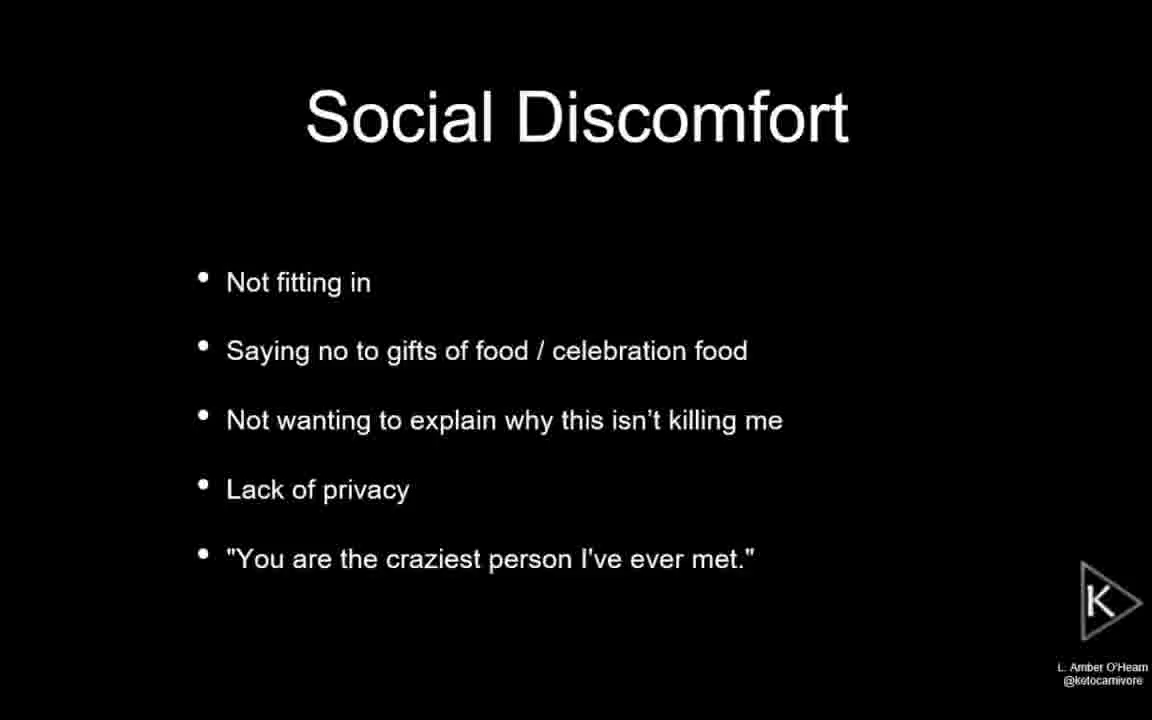 Social Discomfort
• Not fitting in
• Saying no to gifts of food / celebration food
• Not wanting to explain why this isn't killing me
• Lack of privacy
• "You are the craziest person I've ever met."
K
L. Amber O'Hearn
@ketocarnivore